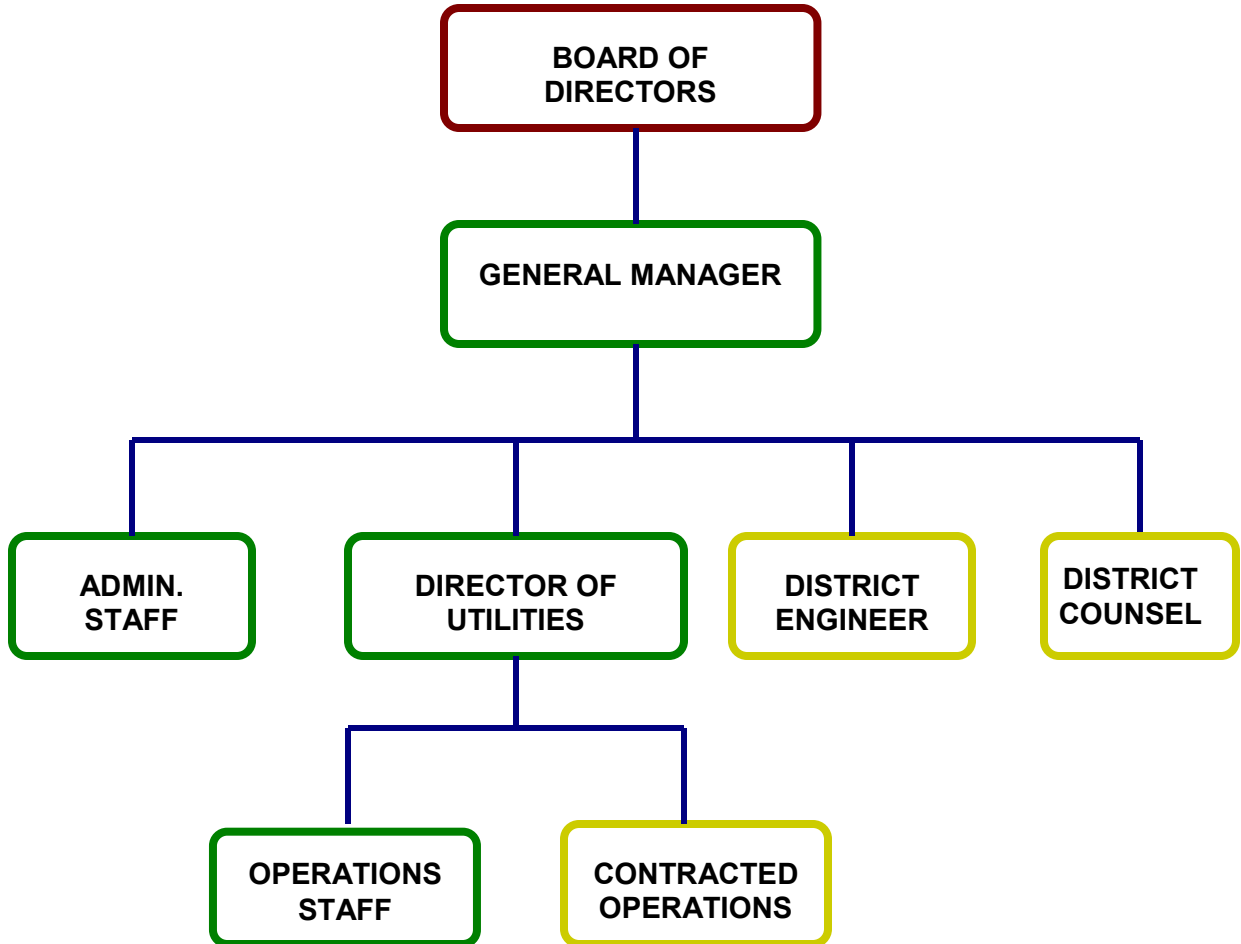 BOARD OF
DIRECTORS
GENERAL MANAGER
ADMIN.
STAFF
DIRECTOR OF
UTILITIES
DISTRICT
ENGINEER
DISTRICT
COUNSEL
OPERATIONS
STAFF
CONTRACTED
OPERATIONS